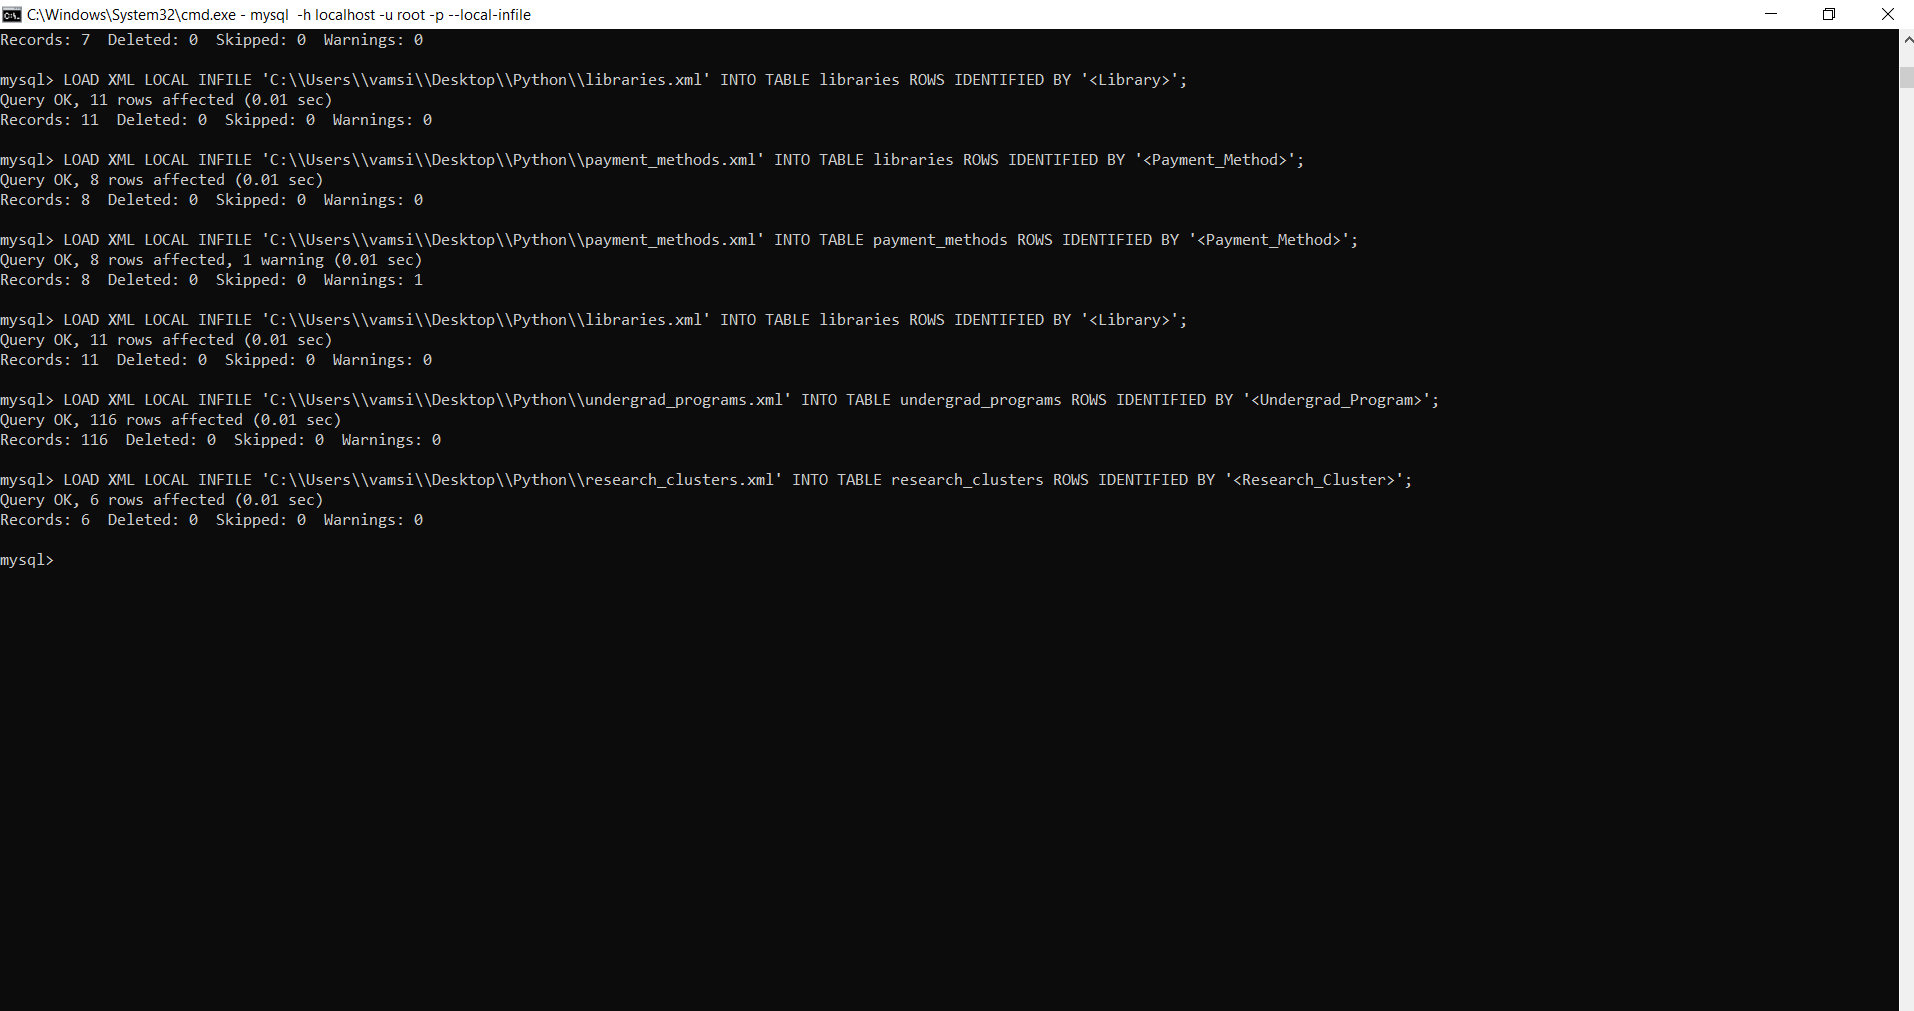 C:\Windows\System32\cmd.exe - mysql  -h localhost -u root -p --local-infile
Records: 7  Deleted: 0  Skipped: 0  Warnings: 0
mysql> LOAD XML LOCAL INFILE 'C:\\Users\\vamsi\\Desktop\\Python\\libraries.xml' INTO TABLE libraries ROWS IDENTIFIED BY '<Library>';
Query OK, 11 rows affected (0.01 sec)
Records: 11  Deleted: 0  Skipped: 0  Warnings: 0
mysql> LOAD XML LOCAL INFILE 'C:\\Users\\vamsi\\Desktop\\Python\\payment_methods.xml' INTO TABLE libraries ROWS IDENTIFIED BY '<Payment_Method>';
Query OK, 8 rows affected (0.01 sec)
Records: 8  Deleted: 0  Skipped: 0  Warnings: 0
mysql> LOAD XML LOCAL INFILE 'C:\\Users\\vamsi\\Desktop\\Python\\payment_methods.xml' INTO TABLE payment_methods ROWS IDENTIFIED BY '<Payment_Method>';
Query OK, 8 rows affected, 1 warning (0.01 sec)
Records: 8  Deleted: 0  Skipped: 0  Warnings: 1
mysql> LOAD XML LOCAL INFILE 'C:\\Users\\vamsi\\Desktop\\Python\\libraries.xml' INTO TABLE libraries ROWS IDENTIFIED BY '<Library>';
Query OK, 11 rows affected (0.01 sec)
Records: 11  Deleted: 0  Skipped: 0  Warnings: 0
mysql> LOAD XML LOCAL INFILE 'C:\\Users\\vamsi\\Desktop\\Python\\undergrad_programs.xml' INTO TABLE undergrad_programs ROWS IDENTIFIED BY '<Undergrad_Program>';
Query OK, 116 rows affected (0.01 sec)
Records: 116  Deleted: 0  Skipped: 0  Warnings: 0
mysql> LOAD XML LOCAL INFILE 'C:\\Users\\vamsi\\Desktop\\Python\\research_clusters.xml' INTO TABLE research_clusters ROWS IDENTIFIED BY '<Research_Cluster>';
Query OK, 6 rows affected (0.01 sec)
Records: 6  Deleted: 0  Skipped: 0  Warnings: 0
mysql>